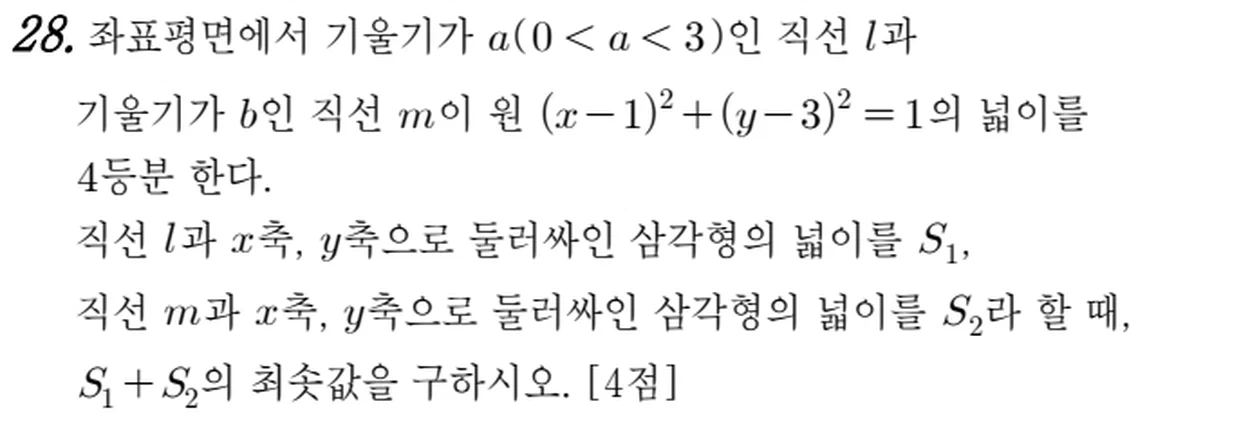 28. 좌표평면에서 기울기가 a(0 < a < 3)인 직선 l과
기울기가 b인 직선 m이 원 (x-1)²+(y-3)²=1의 넓이를
4등분 한다.
직선 l과 x축, y축으로 둘러싸인 삼각형의 넓이를 S₁,
직선 m과 x축, y축으로 둘러싸인 삼각형의 넓이를 S₂라 할 때,
S₁+S₂의 최솟값을 구하시오. [4점]